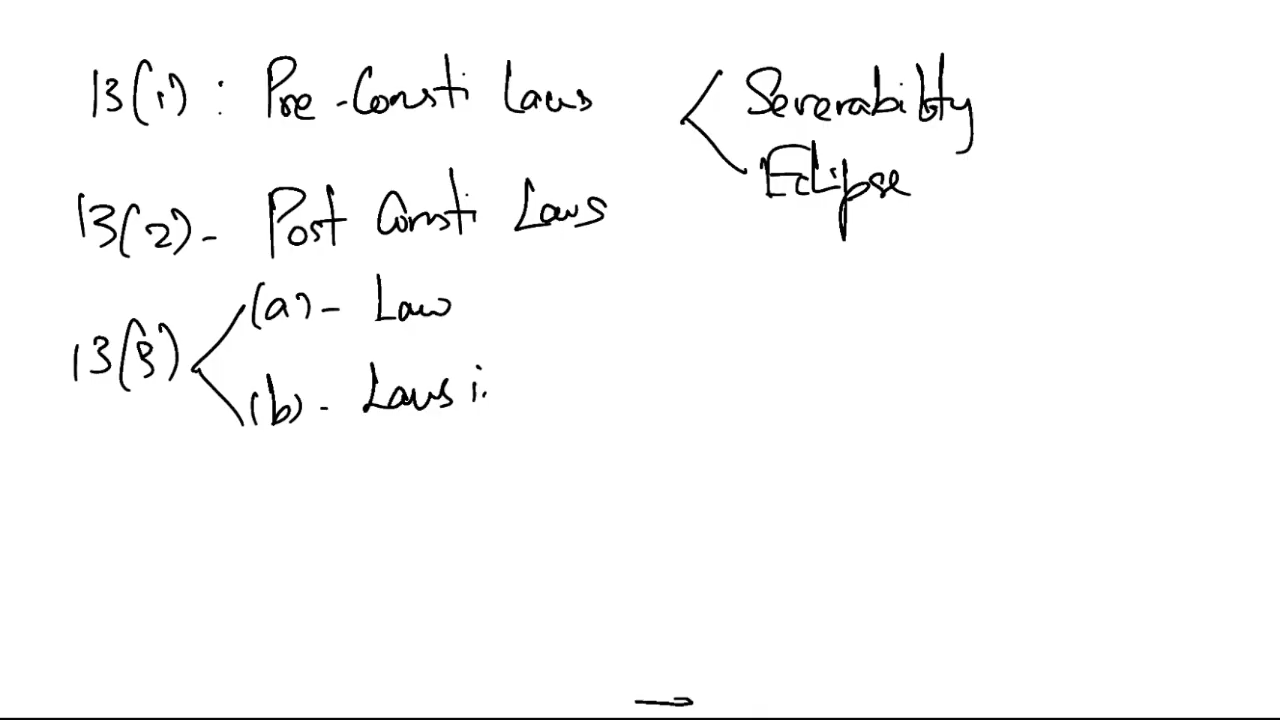 13(1) : Pre-Consti Laws
Severability
Eclipse
13(2) - Post Consti Laws
13(3)
(a) - Law
(b) - Laws i